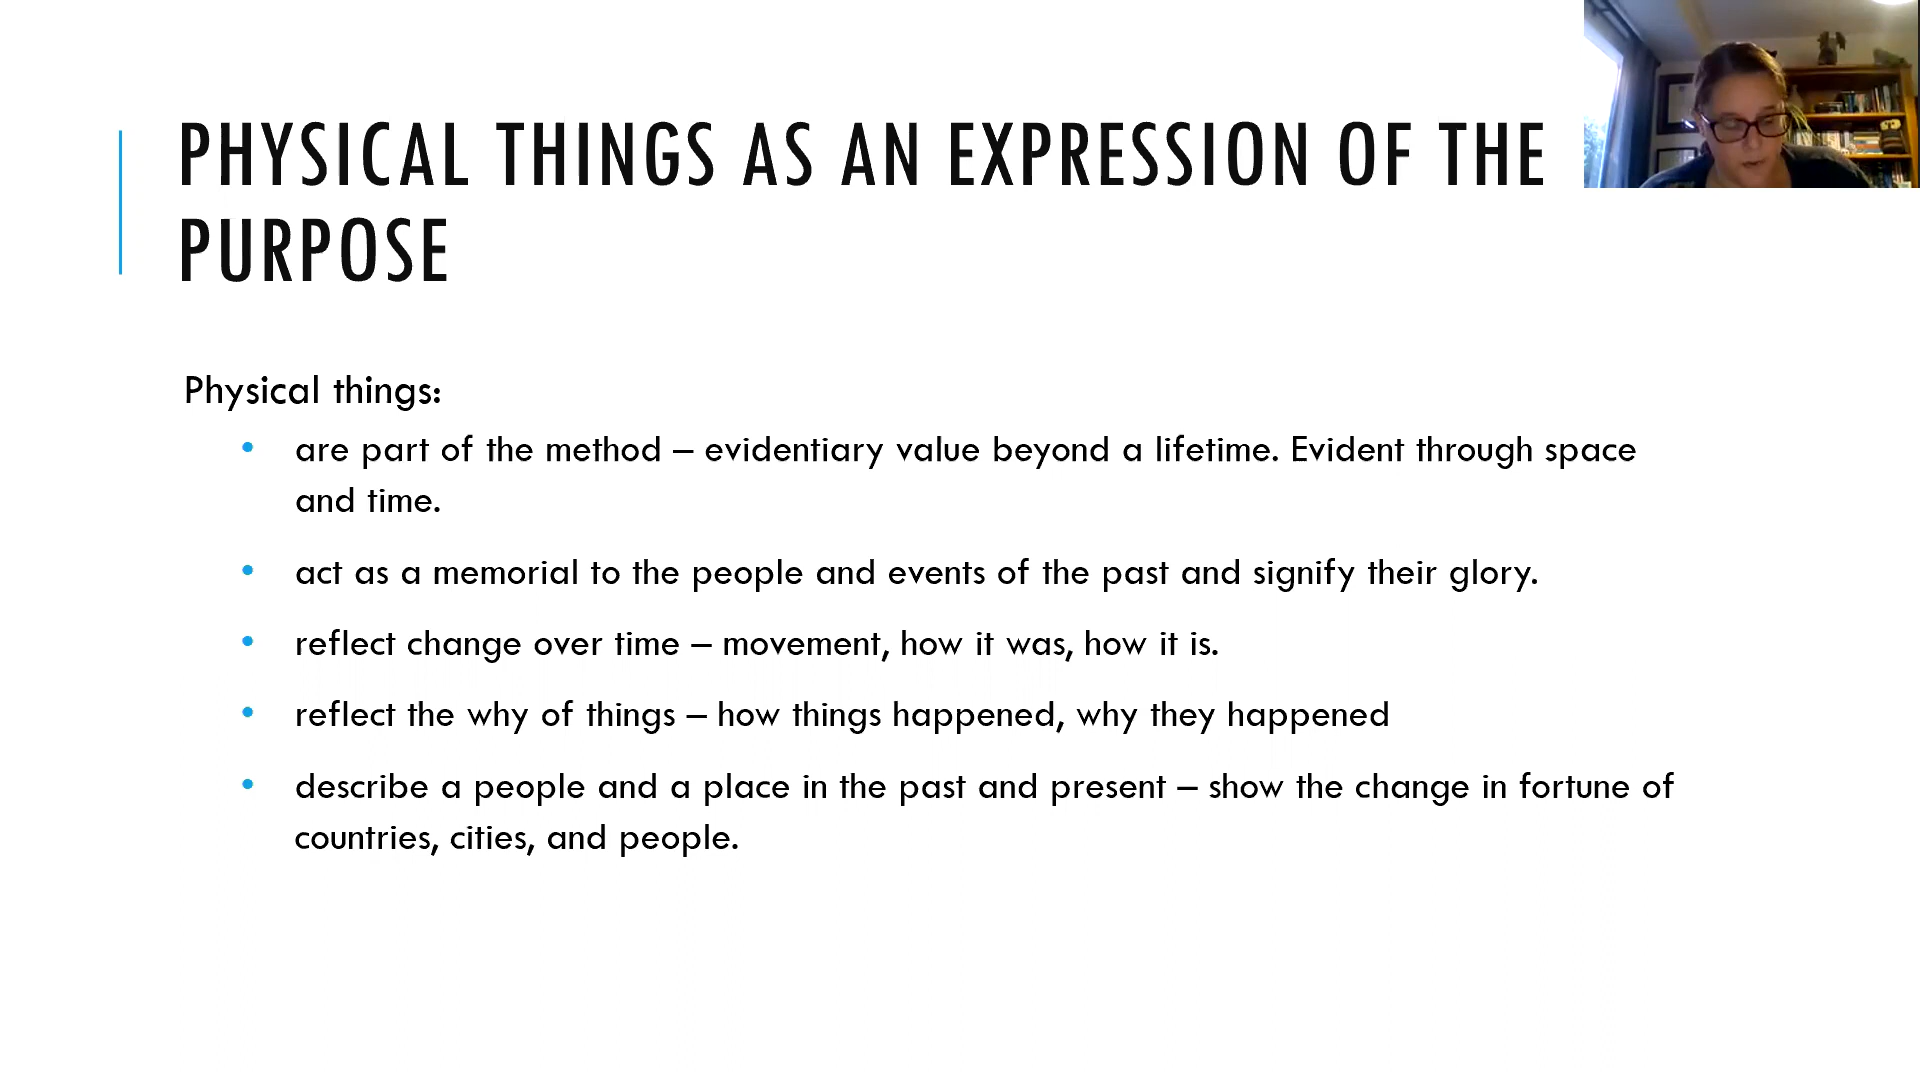 PHYSICAL THINGS AS AN EXPRESSION OF THE
PURPOSE
Physical things:
• are part of the method – evidentiary value beyond a lifetime. Evident through space
and time.
• act as a memorial to the people and events of the past and signify their glory.
• reflect change over time – movement, how it was, how it is.
• reflect the why of things – how things happened, why they happened
• describe a people and a place in the past and present – show the change in fortune of
countries, cities, and people.